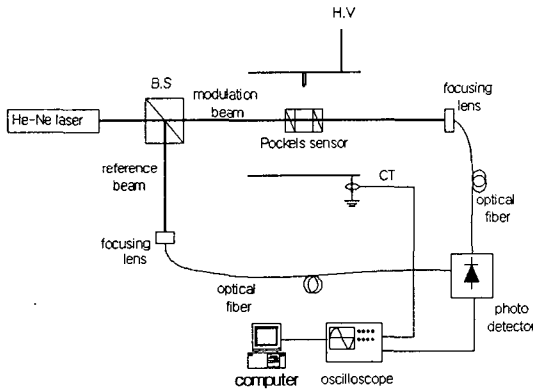 H.V
B.S
modulation
beam
focusing
lens
He-Ne laser
Pockels sensor
reference
beam
CT
optical
fiber
focusing
lens
optical
fiber
photo
detector
computer
oscilloscope